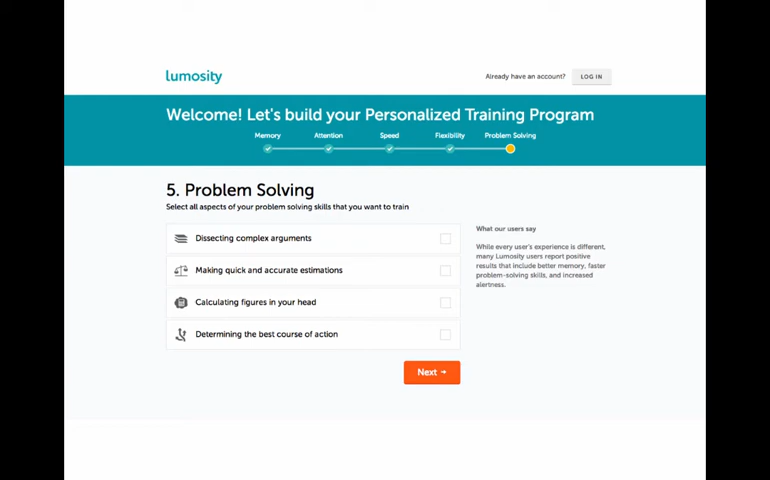 lumosity
Already have an account?
LOG IN
Welcome! Let's build your Personalized Training Program
Memory
Attention
Speed
Flexibility
Problem Solving
5. Problem Solving
Select all aspects of your problem solving skills that you want to train
Dissecting complex arguments
Making quick and accurate estimations
Calculating figures in your head
Determining the best course of action
Next →
What our users say
While every user's experience is different,
many Lumosity users report positive
results that include better memory, faster
problem-solving skills, and increased
alertness.